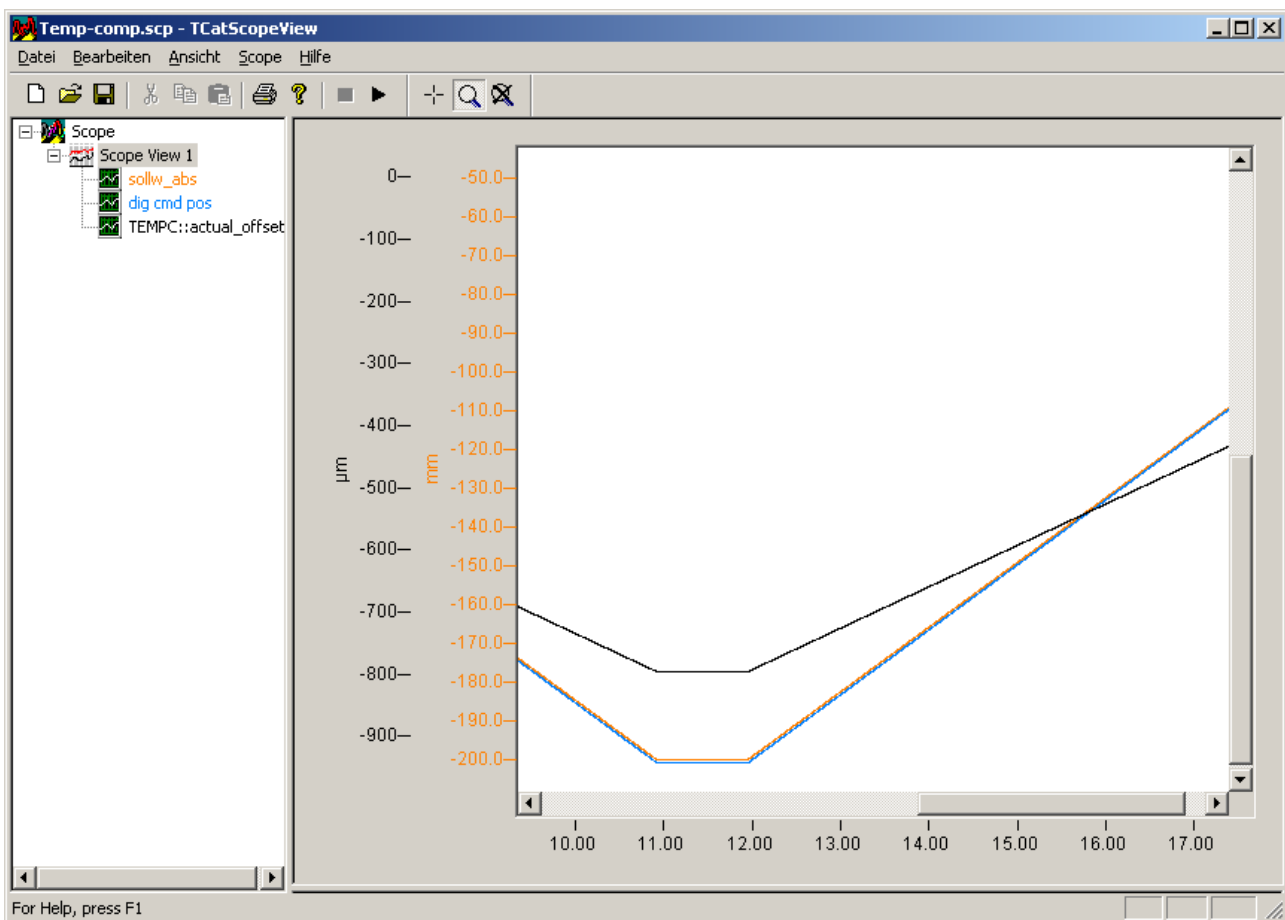 Temp-comp.scp - TCatScopeView
Datei Bearbeiten Ansicht Scope Hilfe
Scope
Scope View 1
sollw_abs
dig cmd pos
TEMPC::actual_offset
0
-100
-200
-300
-400
-500
-600
-700
-800
-900
µm
-50.0
-60.0
-70.0
-80.0
-90.0
-100.0
-110.0
-120.0
-130.0
-140.0
-150.0
-160.0
-170.0
-180.0
-190.0
-200.0
mm
10.00 11.00 12.00 13.00 14.00 15.00 16.00 17.00
For Help, press F1